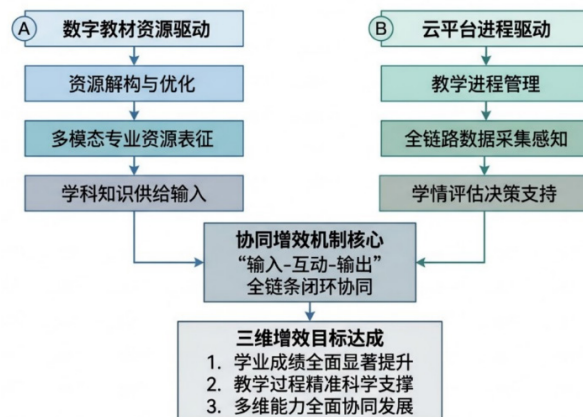 A
数字教材资源驱动
资源解构与优化
多模态专业资源表征
学科知识供给输入
B
云平台进程驱动
教学进程管理
全链路数据采集感知
学情评估决策支持
协同增效机制核心
“输入-互动-输出”
全链条闭环协同
三维增效目标达成
1. 学业成绩全面显著提升
2. 教学过程精准科学支撑
3. 多维能力全面协同发展